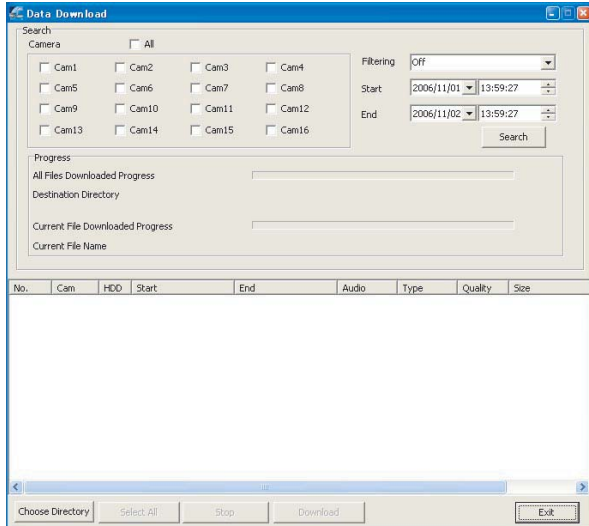 Data Download
Search
Camera All
Cam1 Cam2 Cam3 Cam4
Cam5 Cam6 Cam7 Cam8
Cam9 Cam10 Cam11 Cam12
Cam13 Cam14 Cam15 Cam16
Filtering Off
Start 2006/11/01 13:59:27
End 2006/11/02 13:59:27
Search
Progress
All Files Downloaded Progress
Destination Directory
Current File Downloaded Progress
Current File Name
No. Cam HDD Start End Audio Type Quality Size
Choose Directory Select All Stop Download Exit